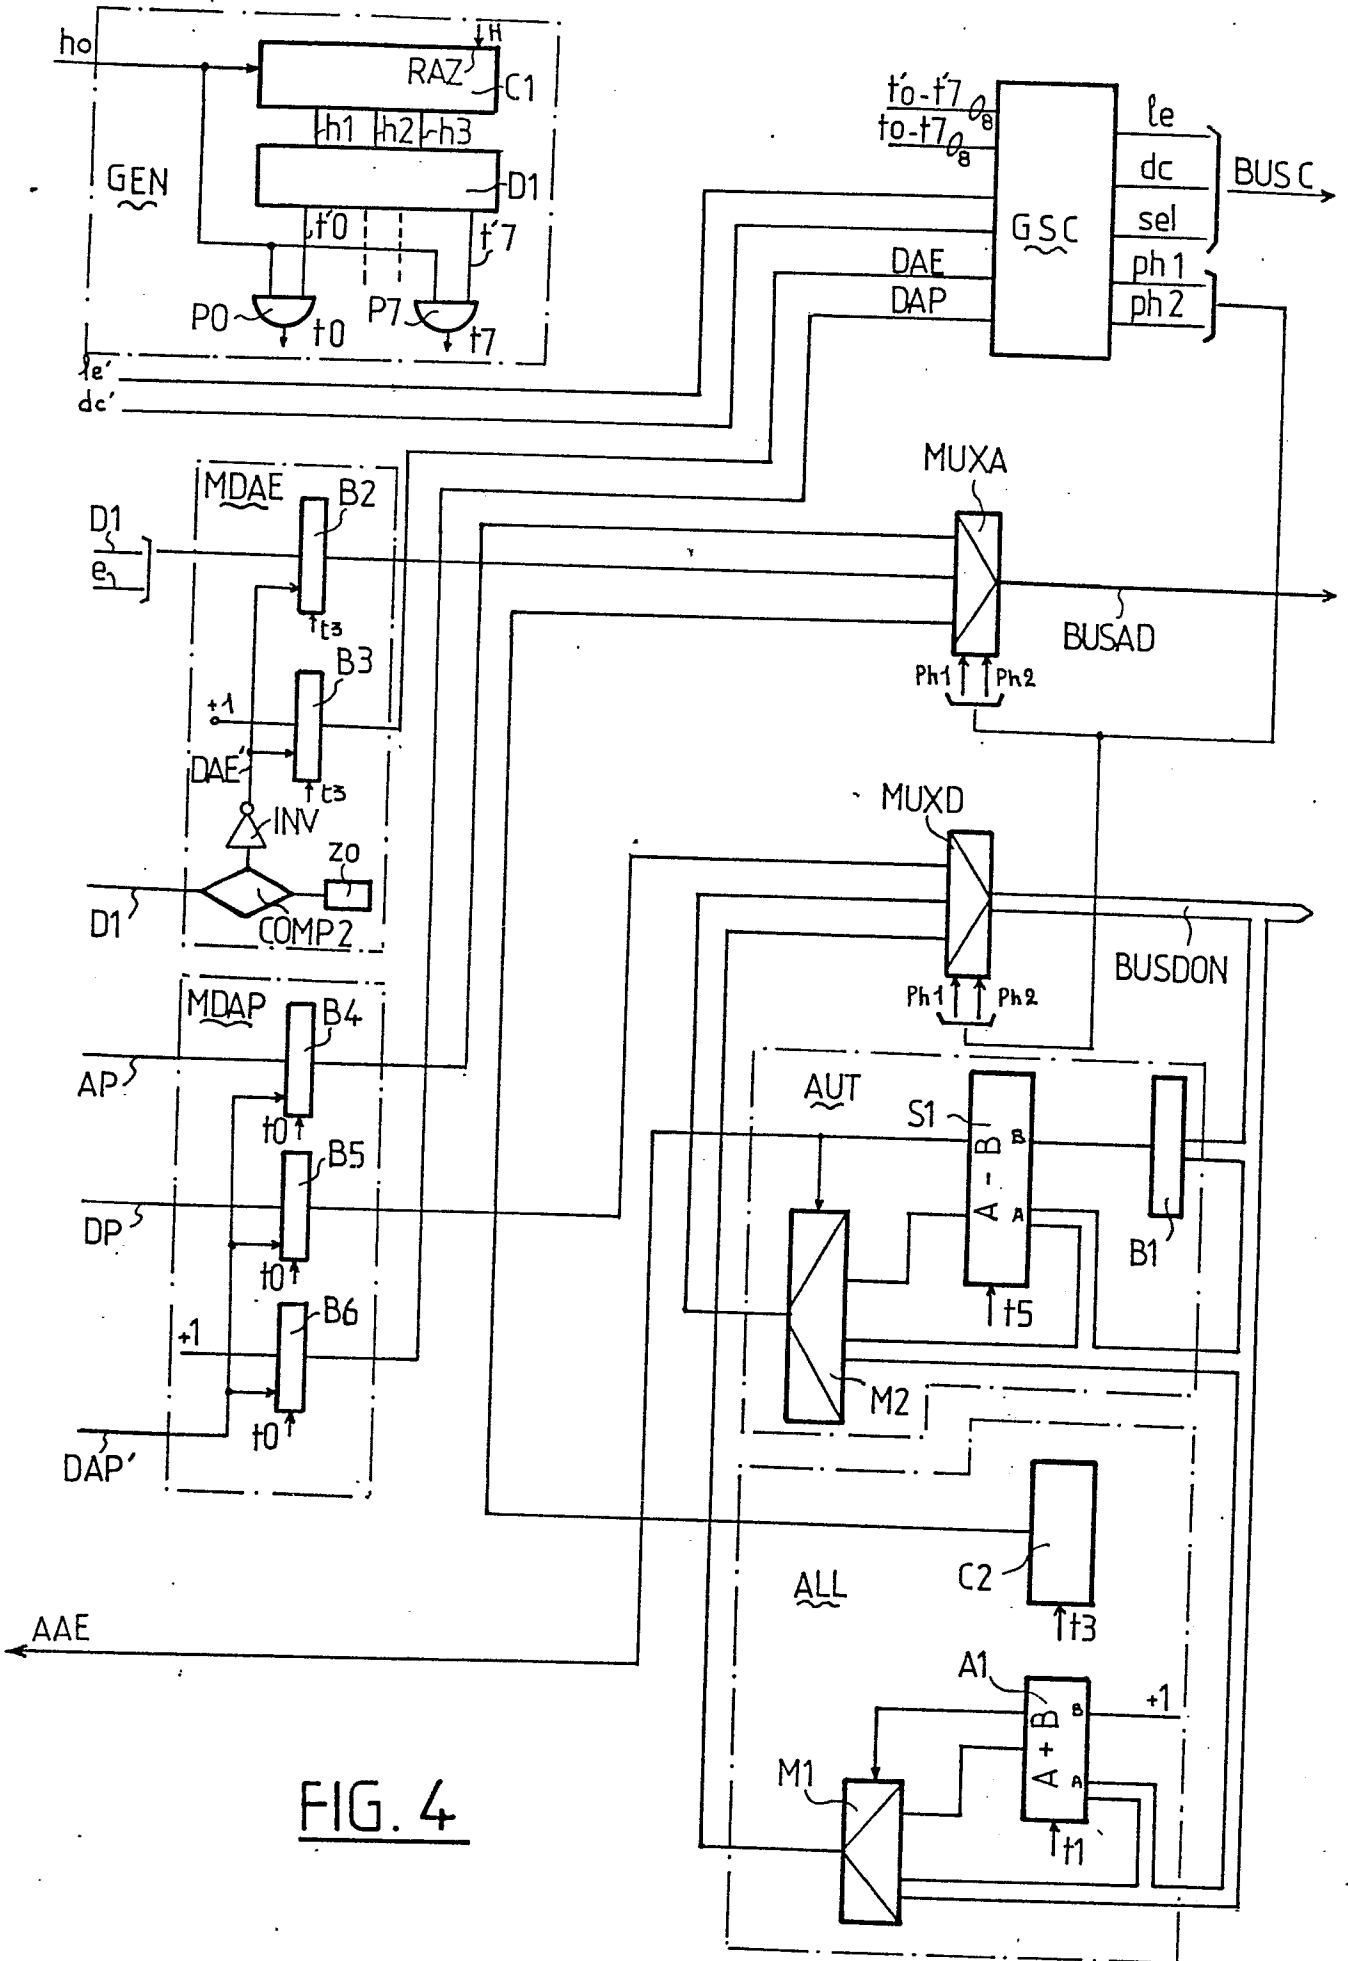 ho
H
RAZ
C1
h1
h2
h3
GEN
D1
t'0
t'7
P0
t0
P7
t7
t'0-t'7
8
t0-t7
8
GSC
le
dc
sel
BUSC
ph1
ph2
DAE
DAP
le'
dc'
MDAE
B2
D1
e
t3
B3
+1
DAE'
t3
INV
Z0
D1
COMP2
MUXA
BUSAD
Ph1
Ph2
MUXD
BUSDON
Ph1
Ph2
MDAP
B4
AP
t0
B5
DP
t0
B6
+1
t0
DAP'
AUT
S1
A - B
B
A
B1
t5
M2
ALL
C2
t3
AAE
A1
A + B
B
A
+1
M1
t1
FIG. 4